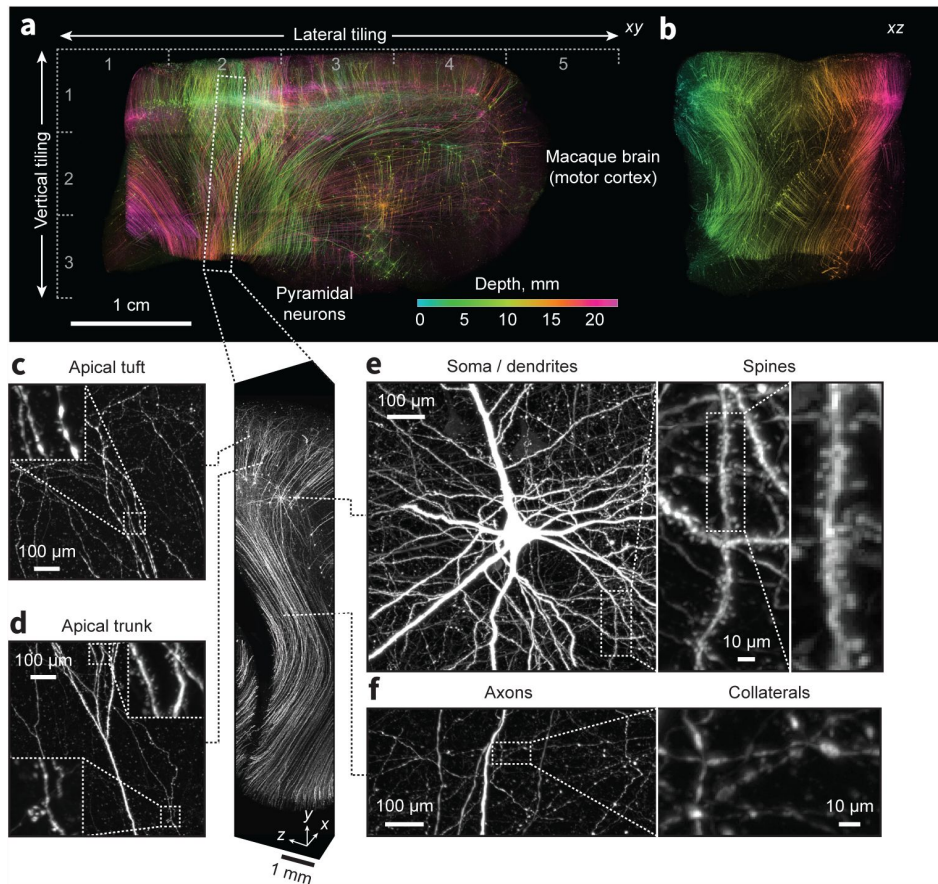 a
Lateral tiling
xy
b
xz
1 2 3 4 5
Vertical tiling
1
2
3
Macaque brain
(motor cortex)
Pyramidal
neurons
1 cm
Depth, mm
0 5 10 15 20
c
Apical tuft
100 µm
d
Apical trunk
100 µm
y
x
z
1 mm
e
Soma / dendrites
Spines
100 µm
10 µm
f
Axons
Collaterals
100 µm
10 µm